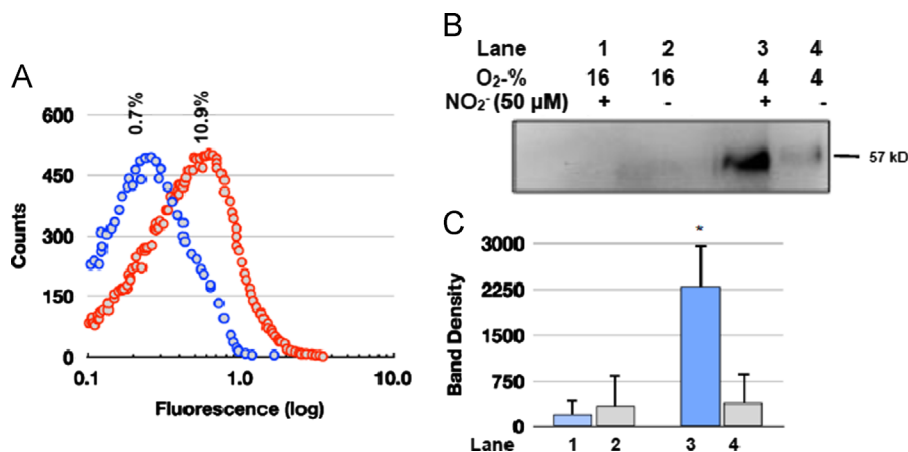 A
600
450
300
150
0
Counts
0.7%
10.9%
0.1
1.0
10.0
Fluorescence (log)
B
Lane 1 2 3 4
O₂-% 16 16 4 4
NO₂⁻ (50 µM) + - + -
57 kD
C
*
3000
2250
1500
750
0
Band Density
Lane 1 2 3 4